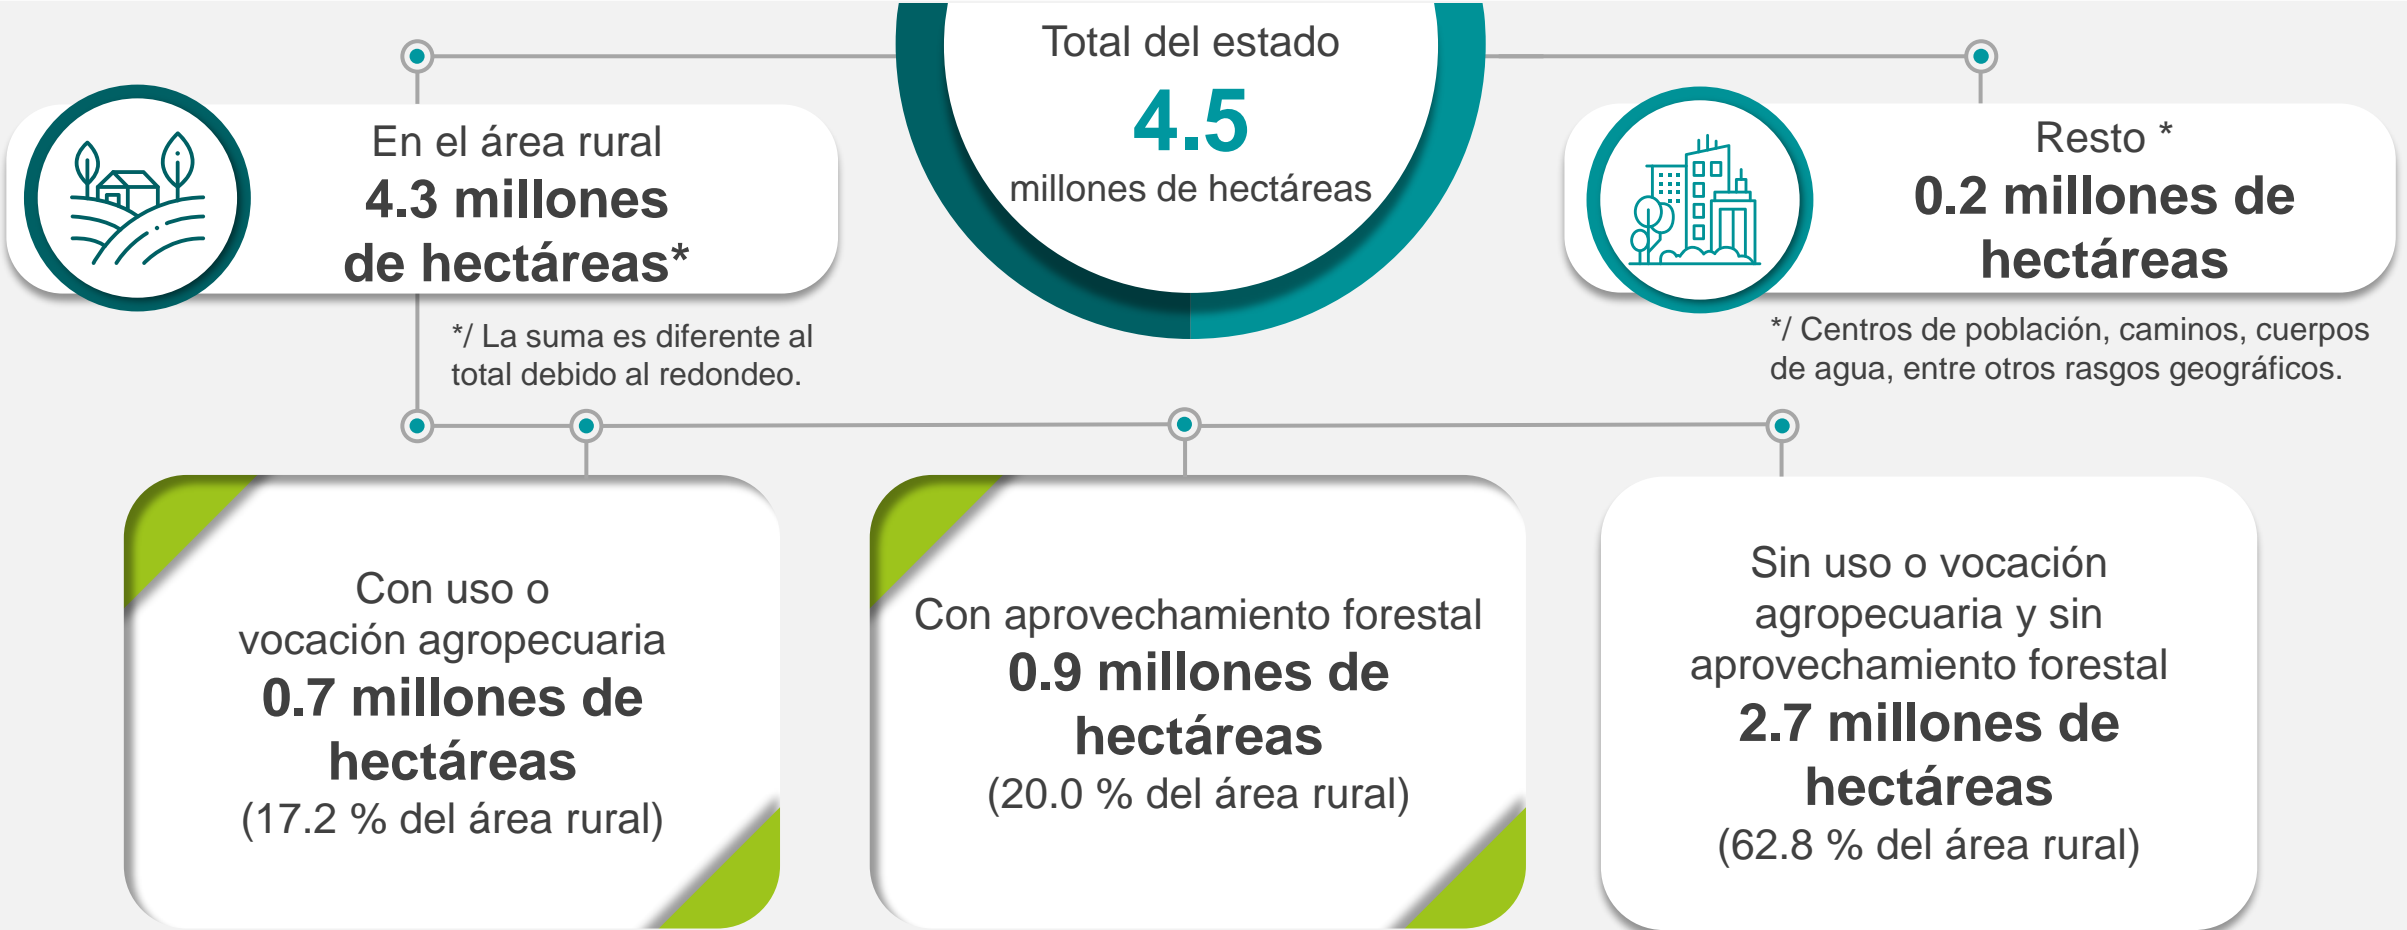 Total del estado
4.5
millones de hectáreas
En el área rural
4.3 millones
de hectáreas*
*/ La suma es diferente al
total debido al redondeo.
Resto *
0.2 millones de
hectáreas
*/ Centros de población, caminos, cuerpos
de agua, entre otros rasgos geográficos.
Con uso o
vocación agropecuaria
0.7 millones de
hectáreas
(17.2 % del área rural)
Con aprovechamiento forestal
0.9 millones de
hectáreas
(20.0 % del área rural)
Sin uso o vocación
agropecuaria y sin
aprovechamiento forestal
2.7 millones de
hectáreas
(62.8 % del área rural)